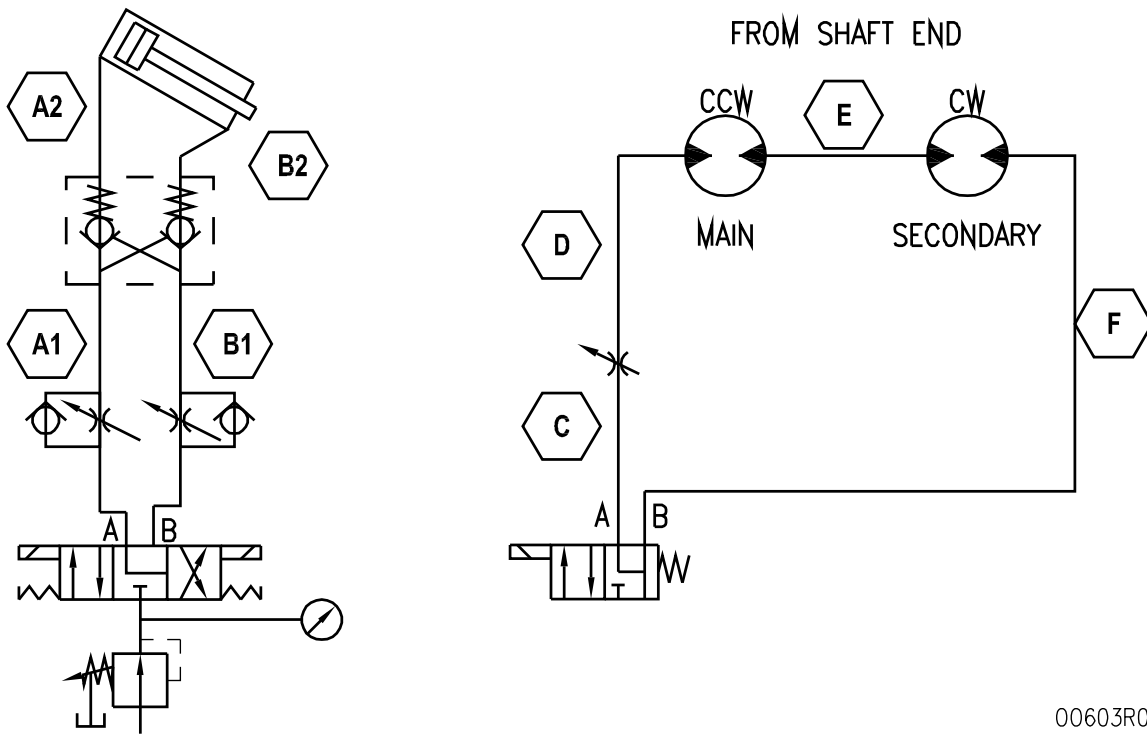 FROM SHAFT END
CCW
E
CW
A2
B2
MAIN
SECONDARY
D
F
A1
B1
C
A B
A B
00603R0